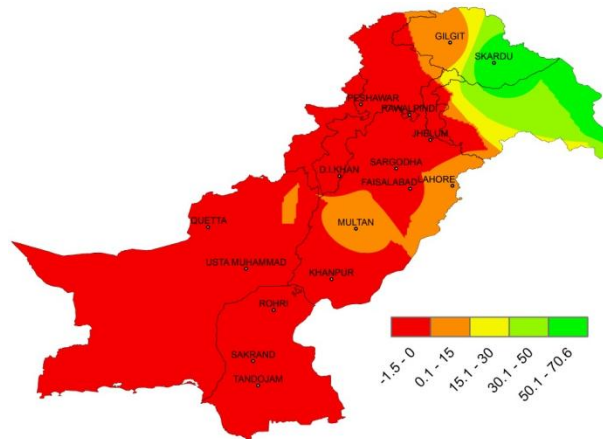 GILGIT
SKARDU
PESHAWAR
RAWALPINDI
JHELUM
SARGODHA
D.I.KHAN
FAISALABAD
LAHORE
MULTAN
QUETTA
USTA MUHAMMAD
KHANPUR
ROHRI
SAKRAND
TANDOJAM
-1.5 - 0
0.1 - 15
15.1 - 30
30.1 - 50
50.1 - 70.6